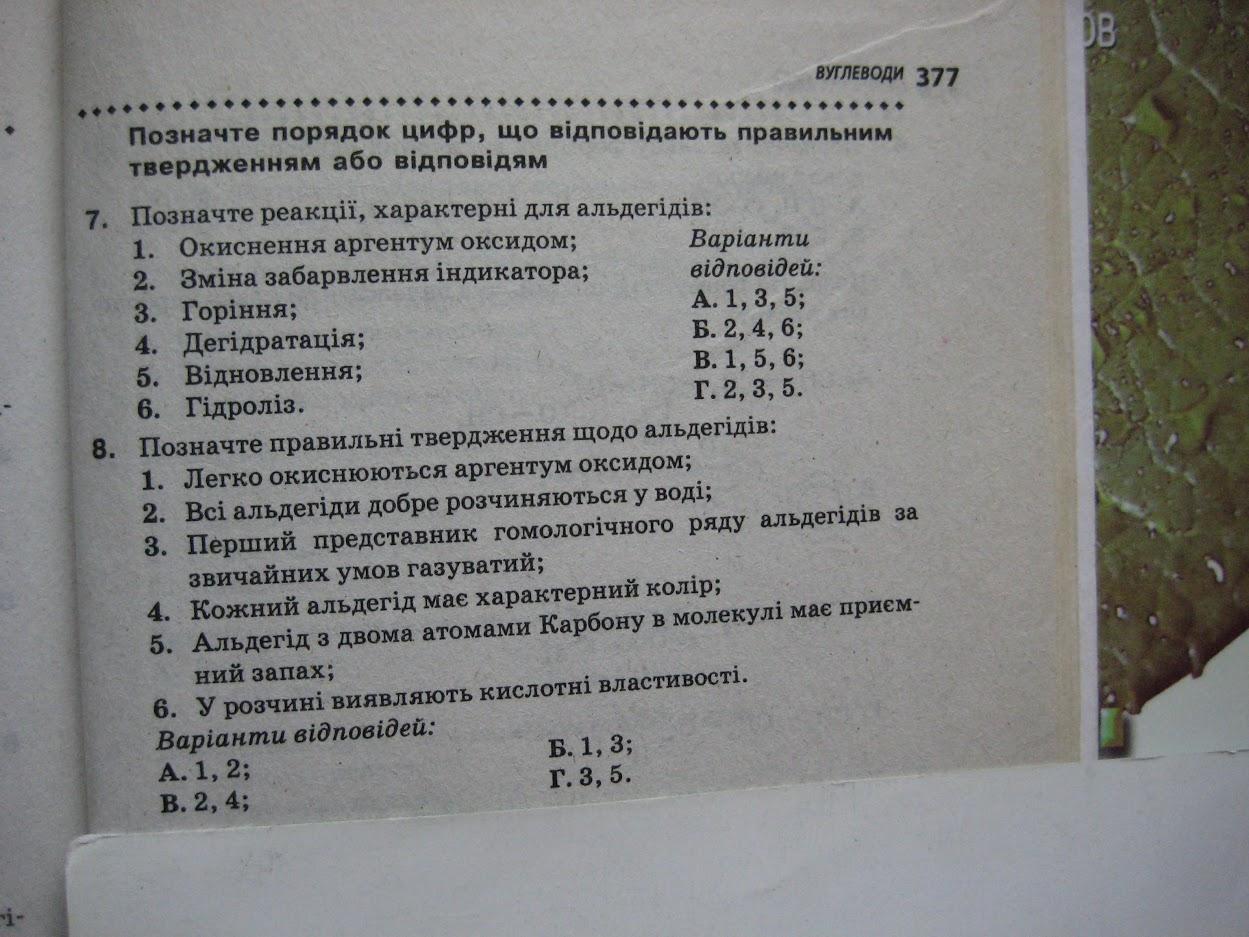 ОВ
ВУГЛЕВОДИ 377
Позначте порядок цифр, що відповідають правильним
твердженням або відповідям
7. Позначте реакції, характерні для альдегідів:
1. Окиснення аргентум оксидом;
2. Зміна забарвлення індикатора;
3. Горіння;
4. Дегідратація;
5. Відновлення;
6. Гідроліз.
Варіанти
відповідей:
А. 1, 3, 5;
Б. 2, 4, 6;
В. 1, 5, 6;
Г. 2, 3, 5.
8. Позначте правильні твердження щодо альдегідів:
1. Легко окиснюються аргентум оксидом;
2. Всі альдегіди добре розчиняються у воді;
3. Перший представник гомологічного ряду альдегідів за
звичайних умов газуватий;
4. Кожний альдегід має характерний колір;
5. Альдегід з двома атомами Карбону в молекулі має приєм-
ний запах;
6. У розчині виявляють кислотні властивості.
Варіанти відповідей:
А. 1, 2;
Б. 1, 3;
В. 2, 4;
Г. 3, 5.